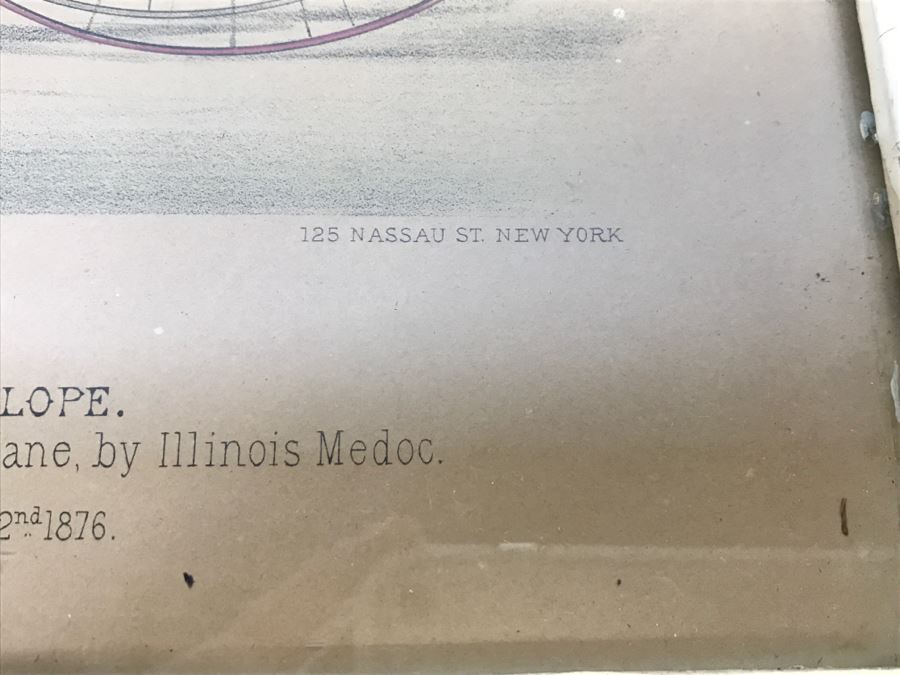 125 NASSAU ST. NEW YORK
LOPE.
ane, by Illinois Medoc.
2nd 1876.